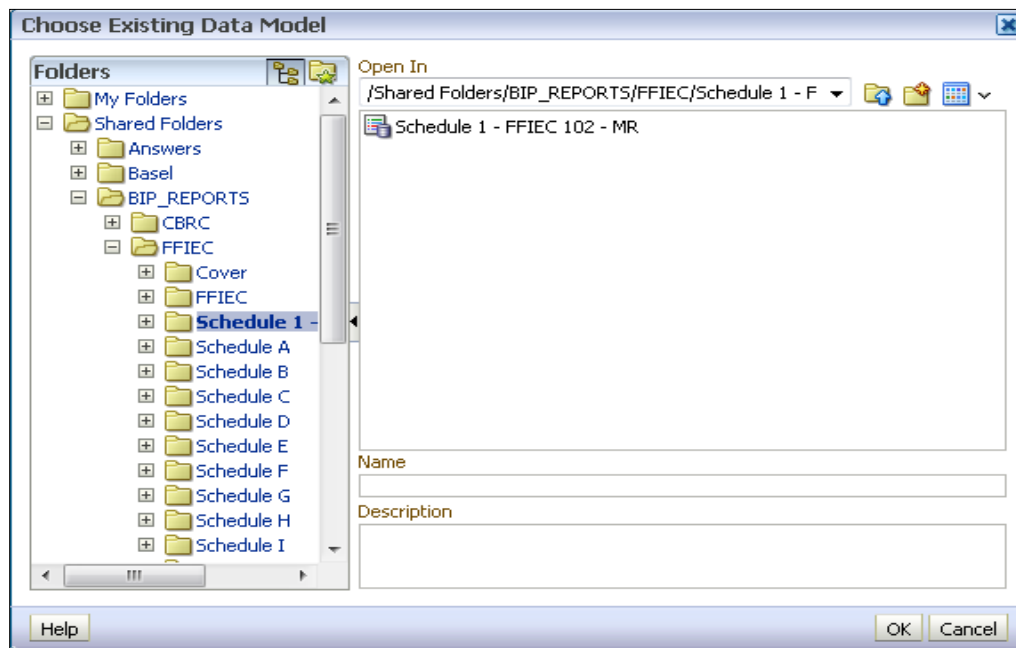 Choose Existing Data Model
Folders
My Folders
Shared Folders
Answers
Basel
BIP_REPORTS
CBRC
FFIEC
Cover
FFIEC
Schedule 1 -
Schedule A
Schedule B
Schedule C
Schedule D
Schedule E
Schedule F
Schedule G
Schedule H
Schedule I
Open In
/Shared Folders/BIP_REPORTS/FFIEC/Schedule 1 - F
Schedule 1 - FFIEC 102 - MR
Name
Description
Help
OK
Cancel